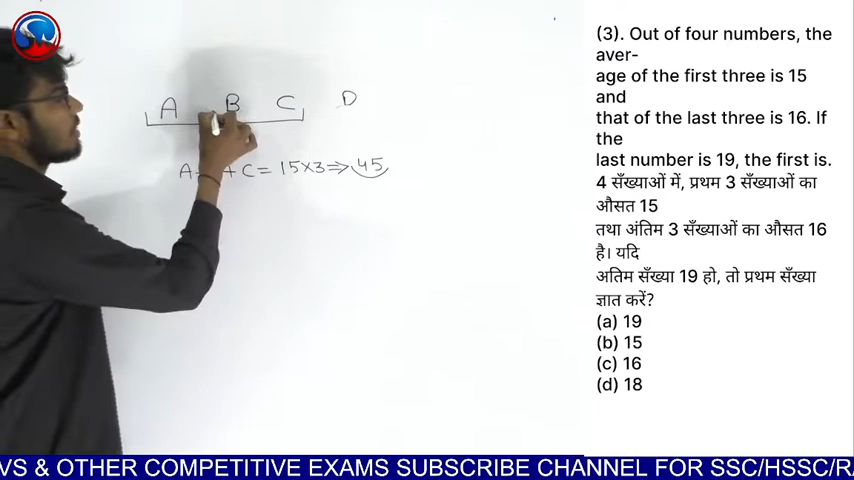 A B C D
A + C = 15×3 ⇒ 45
(3). Out of four numbers, the
aver-
age of the first three is 15
and
that of the last three is 16. If
the
last number is 19, the first is.
4 सँख्याओं में, प्रथम 3 सँख्याओं का
औसत 15
तथा अंतिम 3 सँख्याओं का औसत 16
है। यदि
अतिम सँख्या 19 हो, तो प्रथम सँख्या
ज्ञात करें?
(a) 19
(b) 15
(c) 16
(d) 18
VS & OTHER COMPETITIVE EXAMS SUBSCRIBE CHANNEL FOR SSC/HSSC/RA